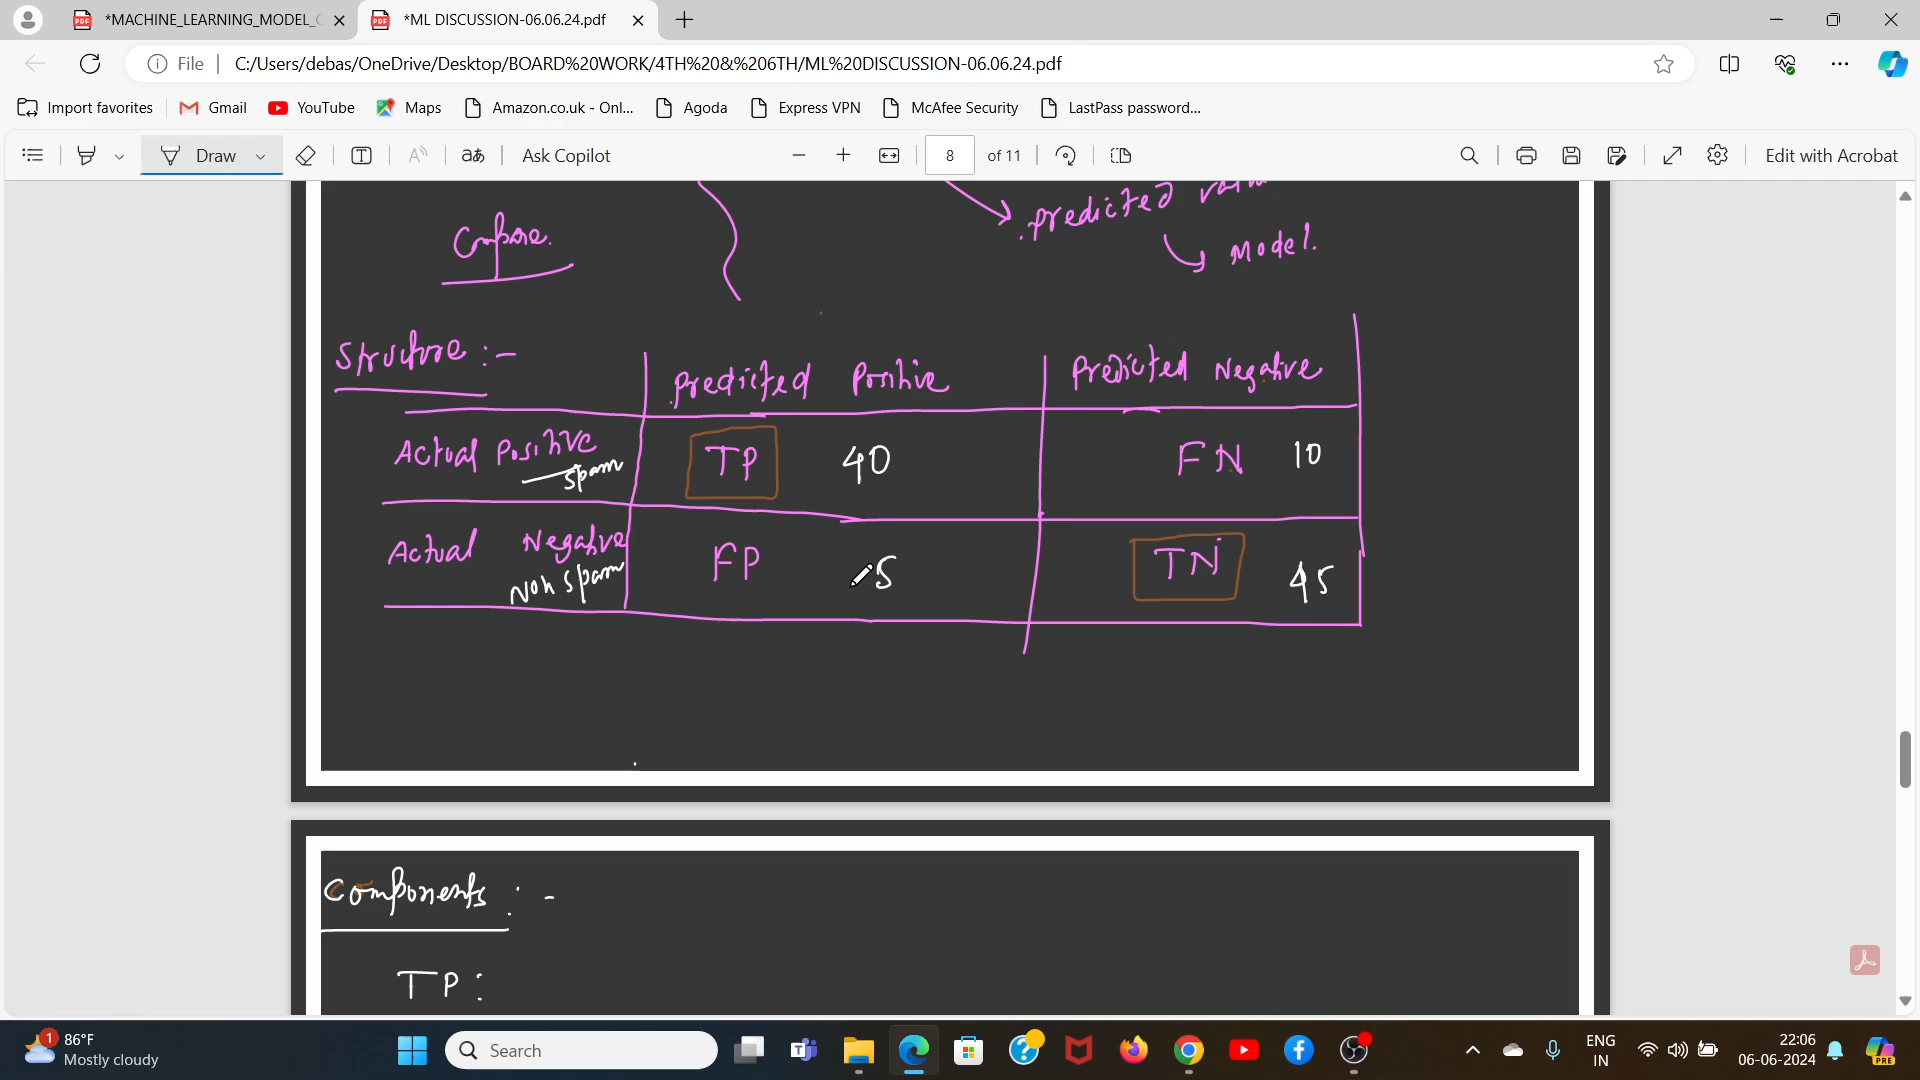 *MACHINE_LEARNING_MODEL_C
*ML DISCUSSION-06.06.24.pdf
File
C:/Users/debas/OneDrive/Desktop/BOARD%20WORK/4TH%20&%206TH/ML%20DISCUSSION-06.06.24.pdf
Import favorites
Gmail
YouTube
Maps
Amazon.co.uk - Onl...
Agoda
Express VPN
McAfee Security
LastPass password...
Draw
Ask Copilot
8 of 11
Edit with Acrobat
predicted
Model.
Structure :-
Predicted Positive
Predicted Negative
Actual Positive
spam
TP 40
FN 10
Actual Negative
Non spam
FP 5
TN 45
Components : -
TP :
1
86°F
Mostly cloudy
Search
ENG
IN
22:06
06-06-2024
PRE